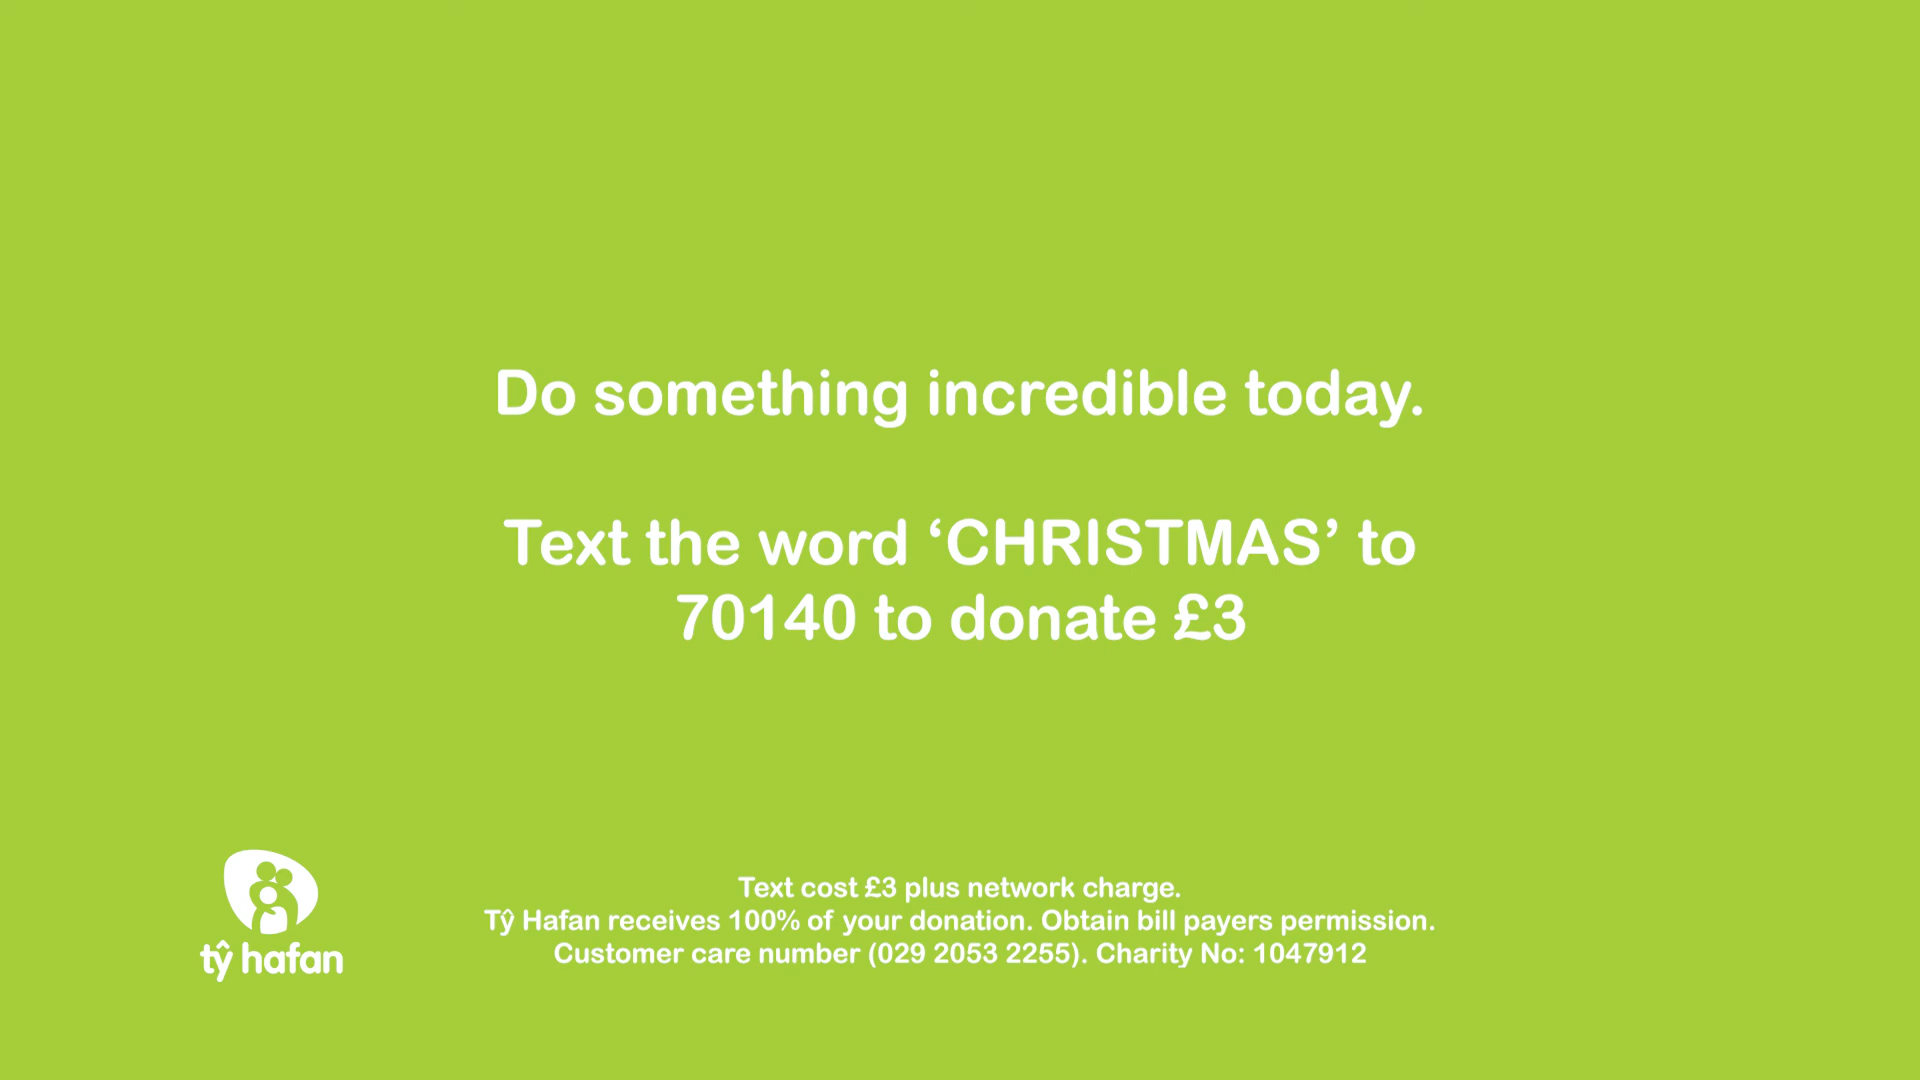 Do something incredible today.
Text the word ‘CHRISTMAS’ to
70140 to donate £3
Text cost £3 plus network charge.
Tŷ Hafan receives 100% of your donation. Obtain bill payers permission.
Customer care number (029 2053 2255). Charity No: 1047912
tŷ hafan